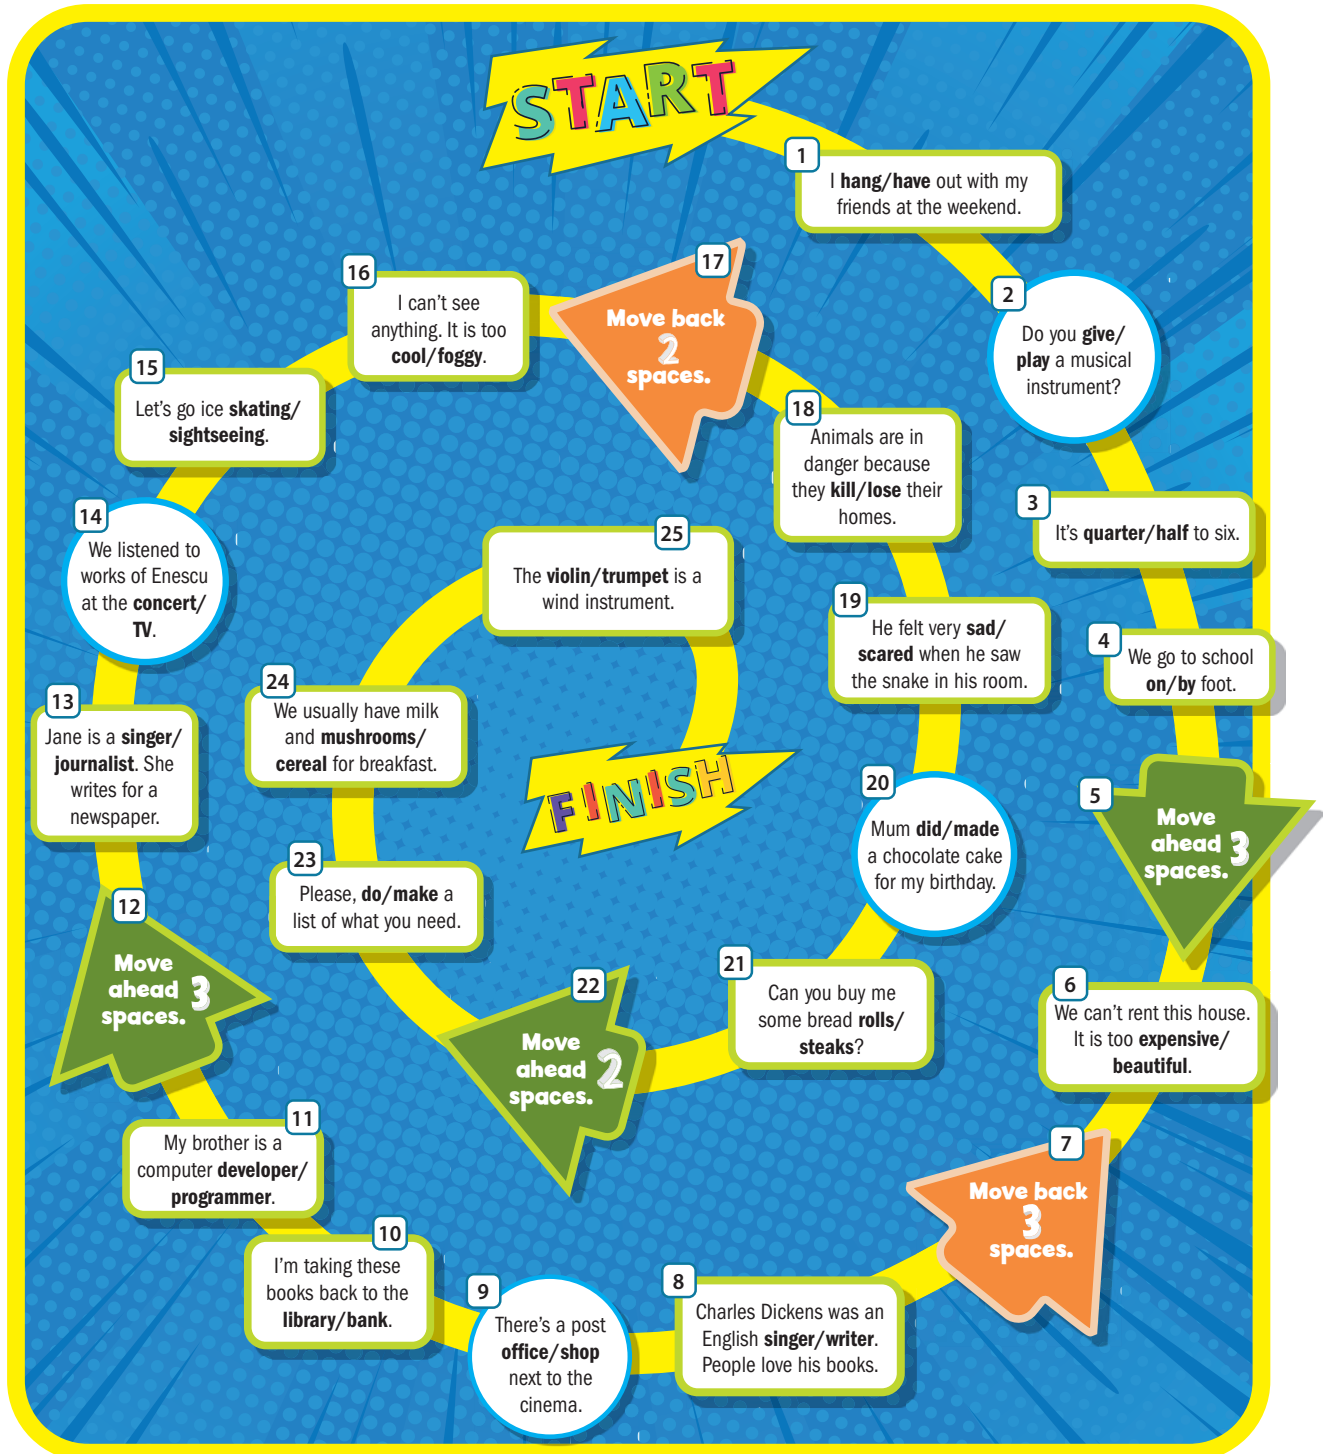 START
1
I hang/have out with my
friends at the weekend.
2
Do you give/
play a musical
instrument?
3
It's quarter/half to six.
4
We go to school
on/by foot.
5
Move
ahead 3
spaces.
6
We can't rent this house.
It is too expensive/
beautiful.
7
Move back
3
spaces.
8
Charles Dickens was an
English singer/writer.
People love his books.
9
There's a post
office/shop
next to the
cinema.
10
I'm taking these
books back to the
library/bank.
11
My brother is a
computer developer/
programmer.
12
Move
ahead 3
spaces.
13
Jane is a singer/
journalist. She
writes for a
newspaper.
14
We listened to
works of Enescu
at the concert/
TV.
15
Let's go ice skating/
sightseeing.
16
I can't see
anything. It is too
cool/foggy.
17
Move back
2
spaces.
18
Animals are in
danger because
they kill/lose their
homes.
19
He felt very sad/
scared when he saw
the snake in his room.
20
Mum did/made
a chocolate cake
for my birthday.
21
Can you buy me
some bread rolls/
steaks?
22
Move
ahead 2
spaces.
23
Please, do/make a
list of what you need.
24
We usually have milk
and mushrooms/
cereal for breakfast.
25
The violin/trumpet is a
wind instrument.
FINISH